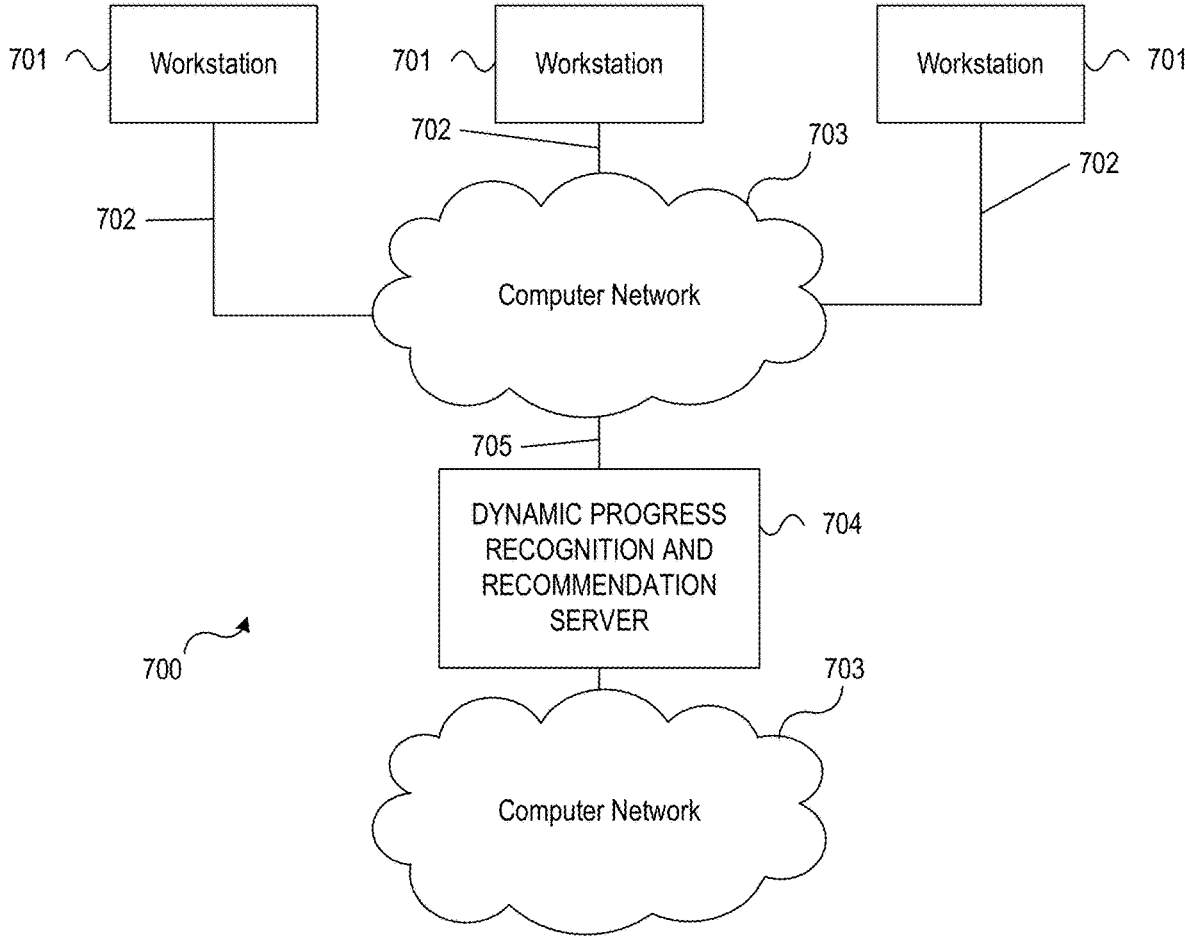 701
Workstation
701
Workstation
Workstation
701
702
703
702
702
Computer Network
705
DYNAMIC PROGRESS
RECOGNITION AND
RECOMMENDATION
SERVER
704
700
703
Computer Network